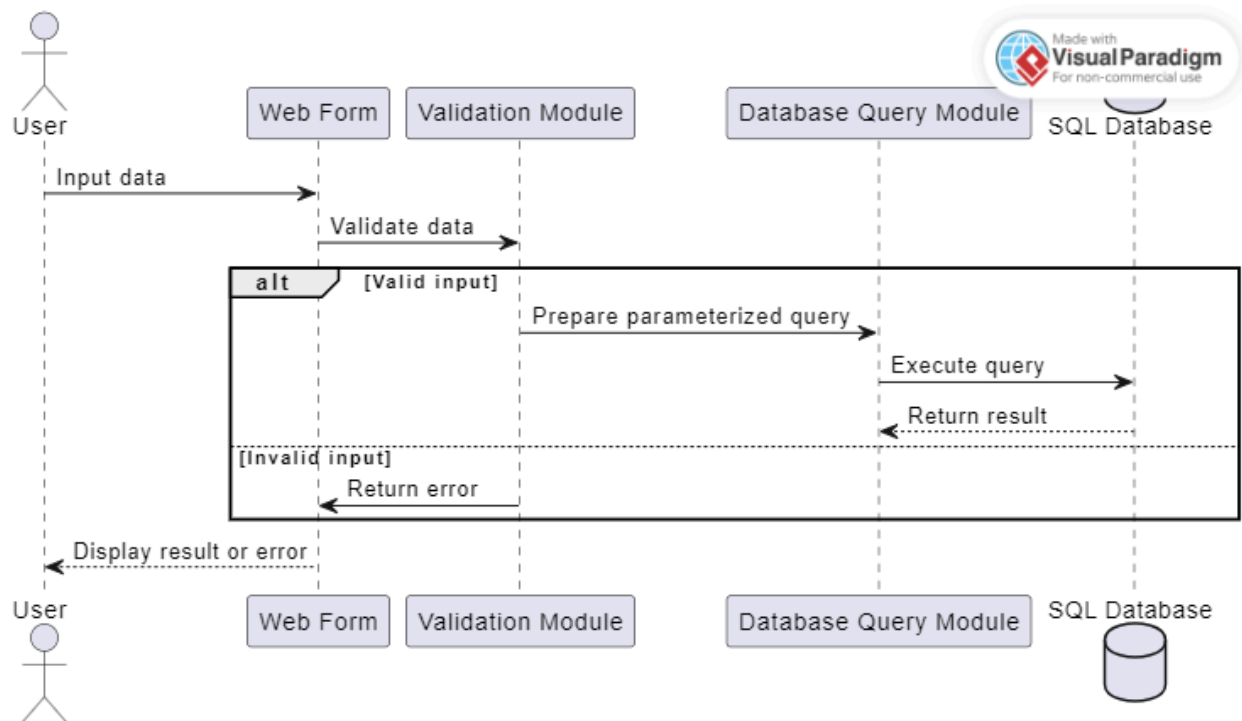 Made with
Visual Paradigm
For non-commercial use
User
Web Form
Validation Module
Database Query Module
SQL Database
Input data
Validate data
alt
[Valid input]
Prepare parameterized query
Execute query
Return result
[Invalid input]
Return error
Display result or error
User
Web Form
Validation Module
Database Query Module
SQL Database